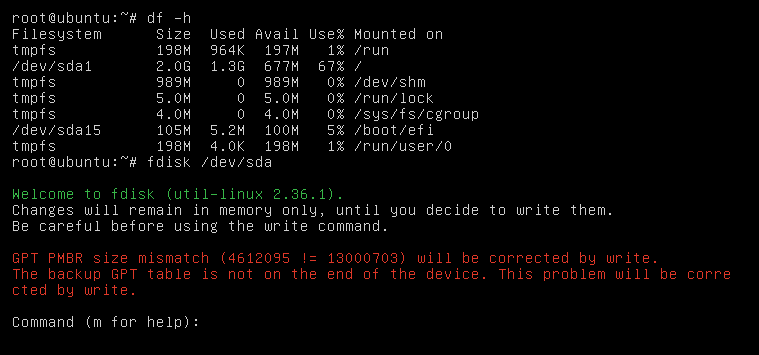 root@ubuntu:~# df -h
Filesystem      Size  Used Avail Use% Mounted on
tmpfs           198M  964K  197M   1% /run
/dev/sda1       2.0G  1.3G  677M  67% /
tmpfs           989M     0  989M   0% /dev/shm
tmpfs           5.0M     0  5.0M   0% /run/lock
tmpfs           4.0M     0  4.0M   0% /sys/fs/cgroup
/dev/sda15      105M  5.2M  100M   5% /boot/efi
tmpfs           198M  4.0K  198M   1% /run/user/0
root@ubuntu:~# fdisk /dev/sda
Welcome to fdisk (util-linux 2.36.1).
Changes will remain in memory only, until you decide to write them.
Be careful before using the write command.
GPT PMBR size mismatch (4612095 != 13000703) will be corrected by write.
The backup GPT table is not on the end of the device. This problem will be corre
cted by write.
Command (m for help):